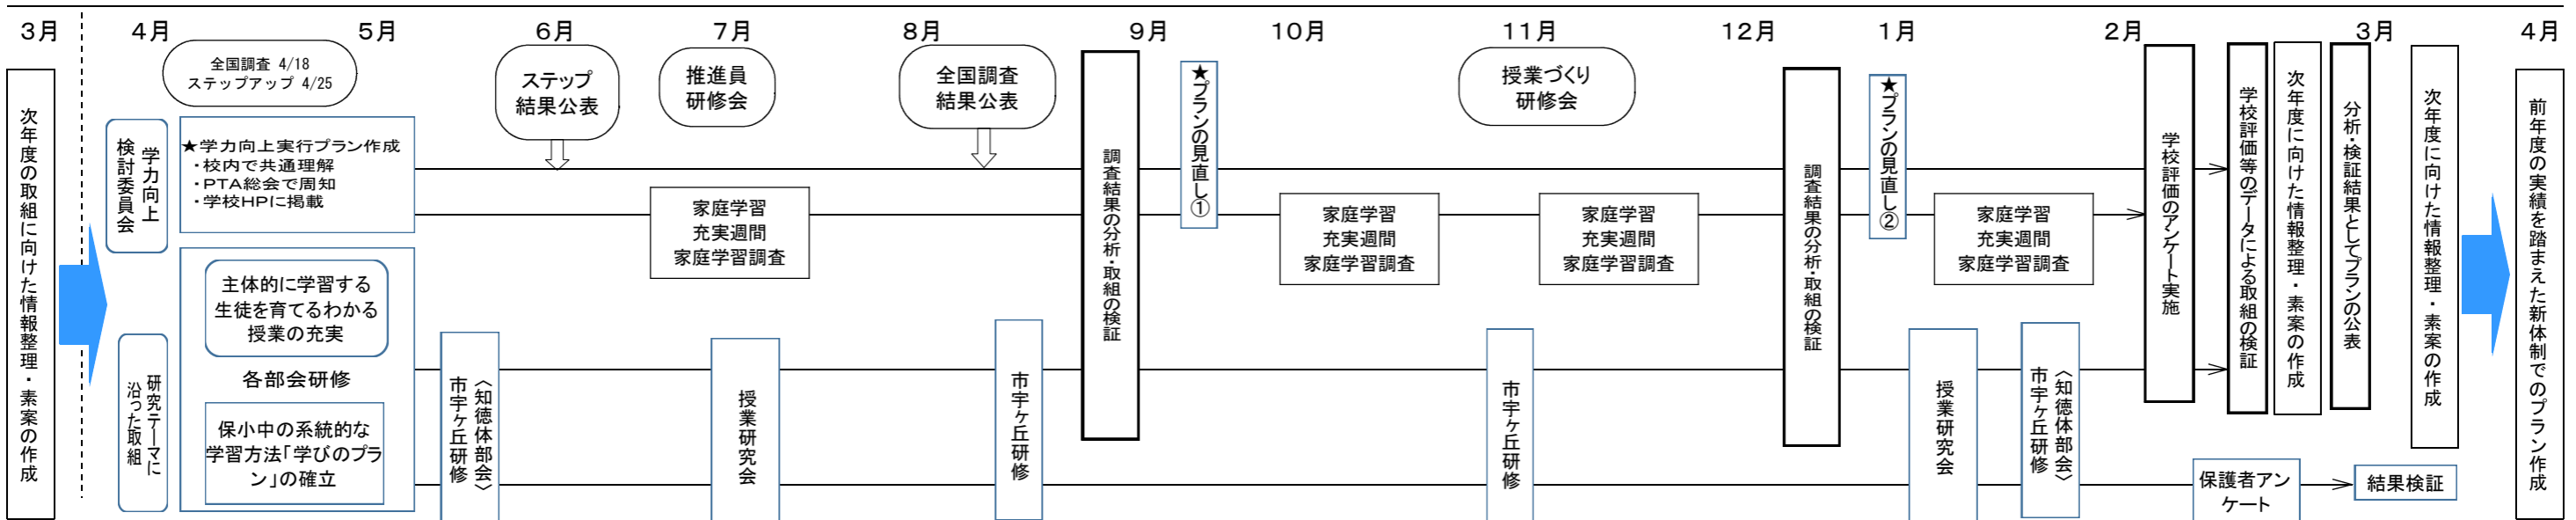 3月
4月
5月
6月
7月
8月
9月
10月
11月
12月
1月
2月
3月
4月
次年度の取組に向けた情報整理・素案の作成
全国調査 4/18
ステップアップ 4/25
学力向上
検討委員会
★学力向上実行プラン作成
・校内で共通理解
・PTA総会で周知
・学校HPに掲載
研究テーマに
沿った取組
主体的に学習する
生徒を育てるわかる
授業の充実
各部会研修
保小中の系統的な
学習方法「学びのプラ
ン」の確立
〈知徳体部会〉
市宇ヶ丘研修
ステップ
結果公表
推進員
研修会
家庭学習
充実週間
家庭学習調査
授業研究会
全国調査
結果公表
市宇ヶ丘研修
調査結果の分析・取組の検証
★プランの見直し①
家庭学習
充実週間
家庭学習調査
授業づくり
研修会
家庭学習
充実週間
家庭学習調査
市宇ヶ丘研修
調査結果の分析・取組の検証
★プランの見直し②
家庭学習
充実週間
家庭学習調査
授業研究会
〈知徳体部会〉
市宇ヶ丘研修
学校評価のアンケート実施
学校評価等のデータによる取組の検証
次年度に向けた情報整理・素案の作成
分析・検証結果としてプランの公表
次年度に向けた情報整理・素案の作成
保護者アン
ケート
結果検証
前年度の実績を踏まえた新体制でのプラン作成